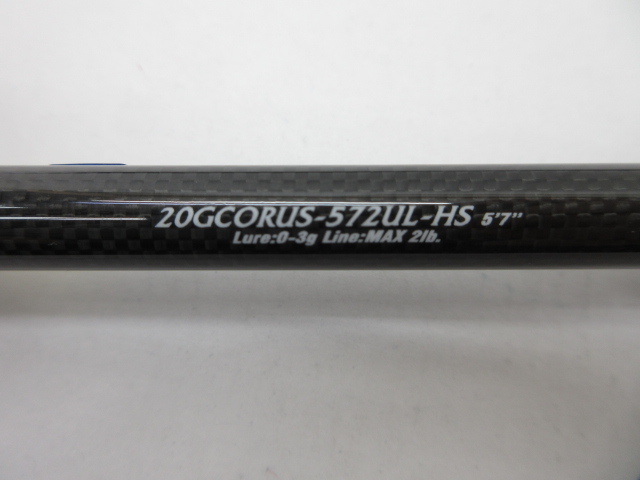 20GCORUS-572UL-HS 5'7"
Lure:0-3g Line:MAX 2lb.